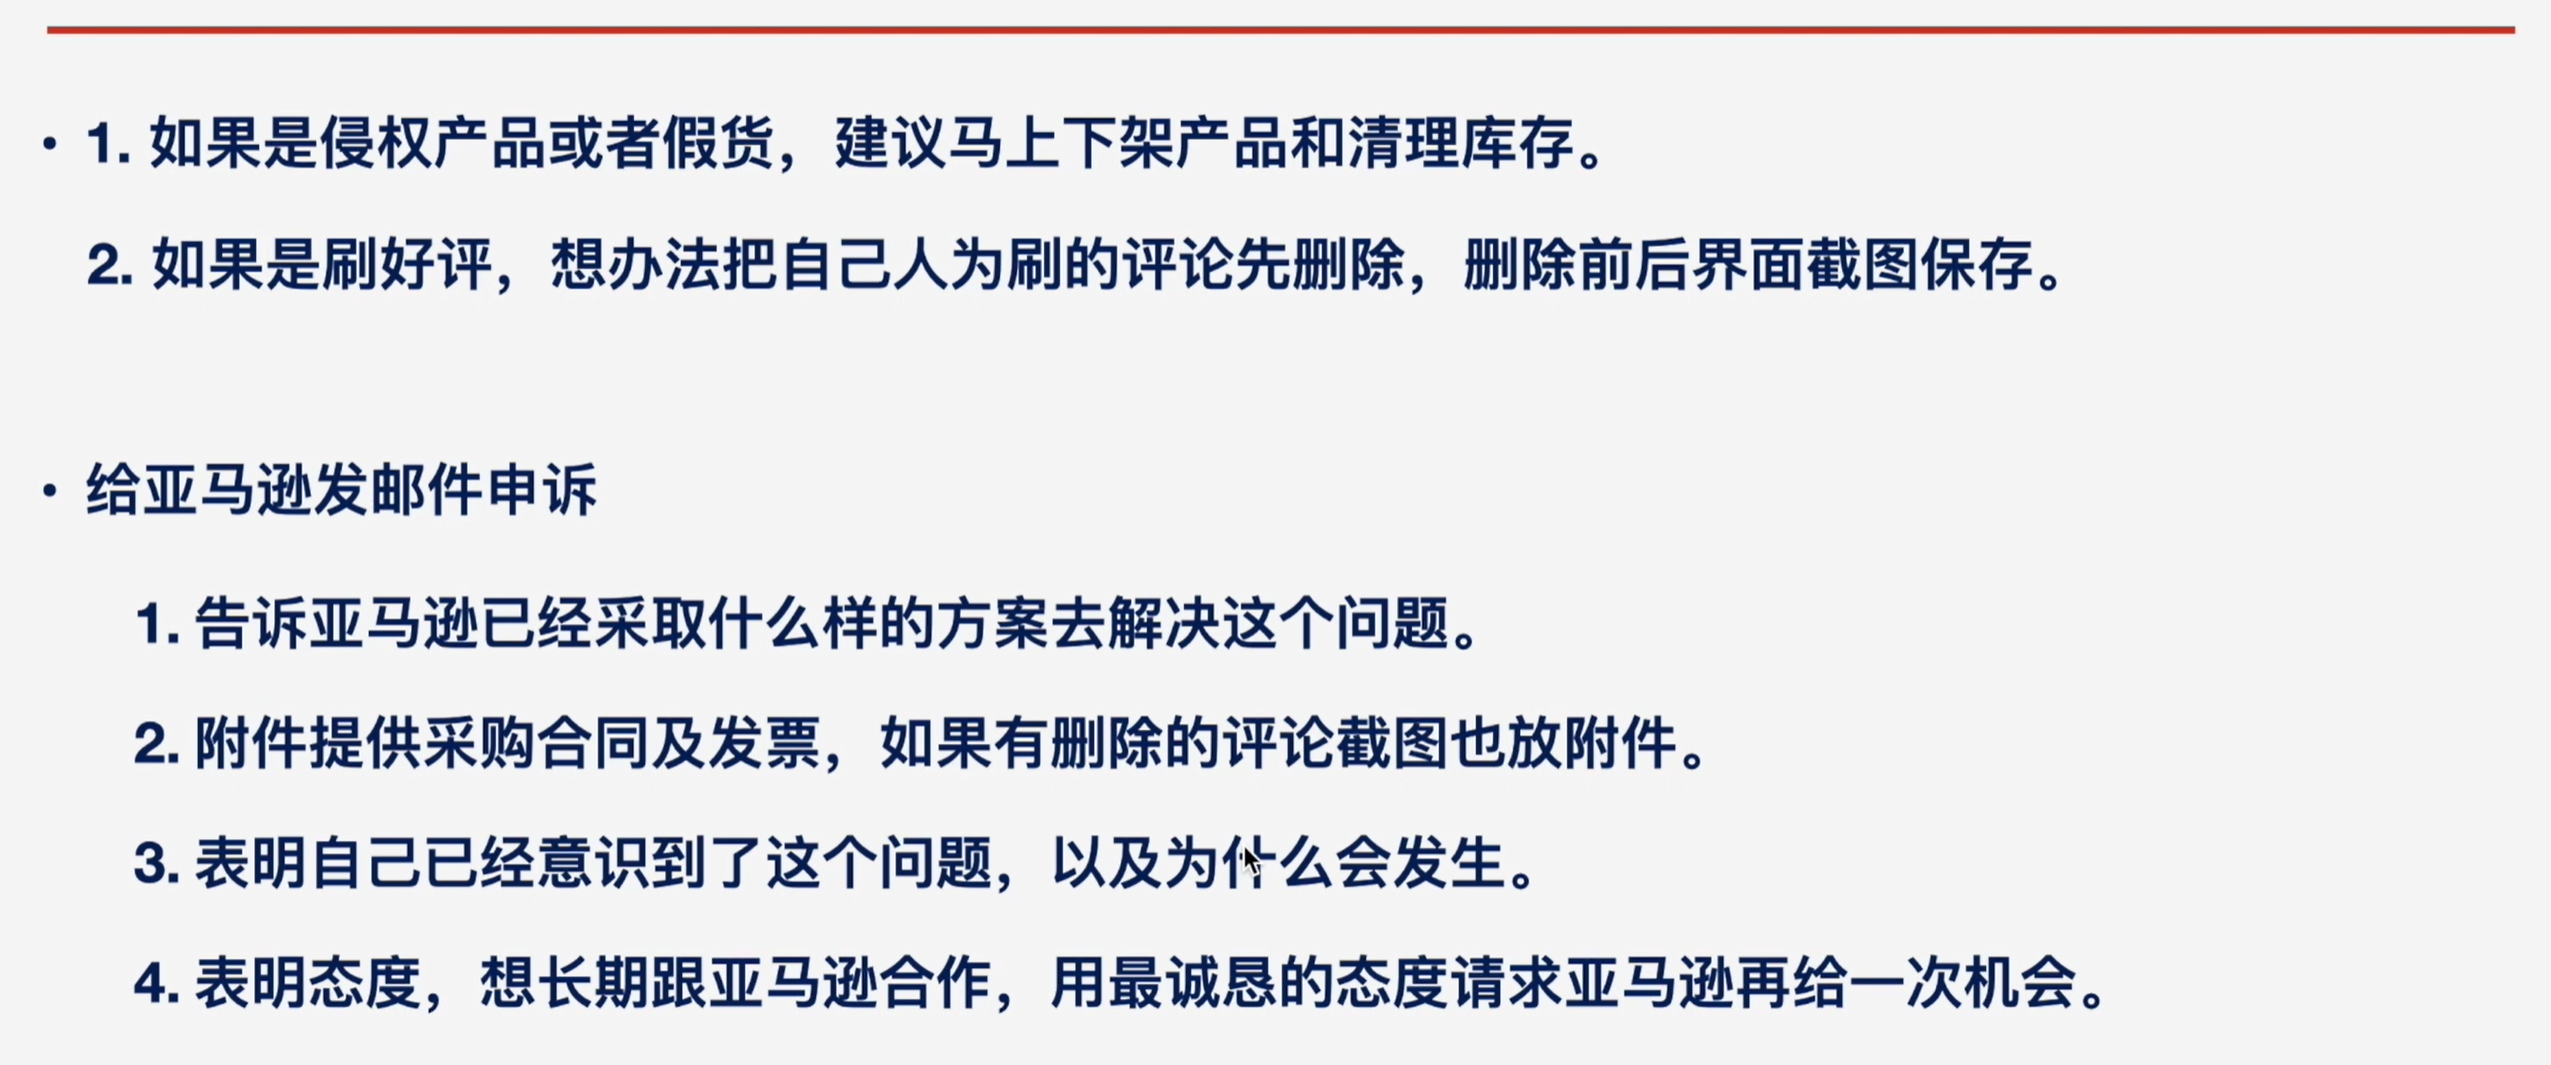 • 1. 如果是侵权产品或者假货，建议马上下架产品和清理库存。
2. 如果是刷好评，想办法把自己人为刷的评论先删除，删除前后界面截图保存。
• 给亚马逊发邮件申诉
1. 告诉亚马逊已经采取什么样的方案去解决这个问题。
2. 附件提供采购合同及发票，如果有删除的评论截图也放附件。
3. 表明自己已经意识到了这个问题，以及为什么会发生。
4. 表明态度，想长期跟亚马逊合作，用最诚恳的态度请求亚马逊再给一次机会。